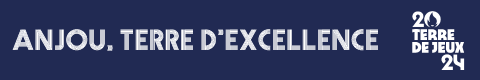 ANJOU, TERRE D'EXCELLENCE
20
TERRE
DE JEUX
24